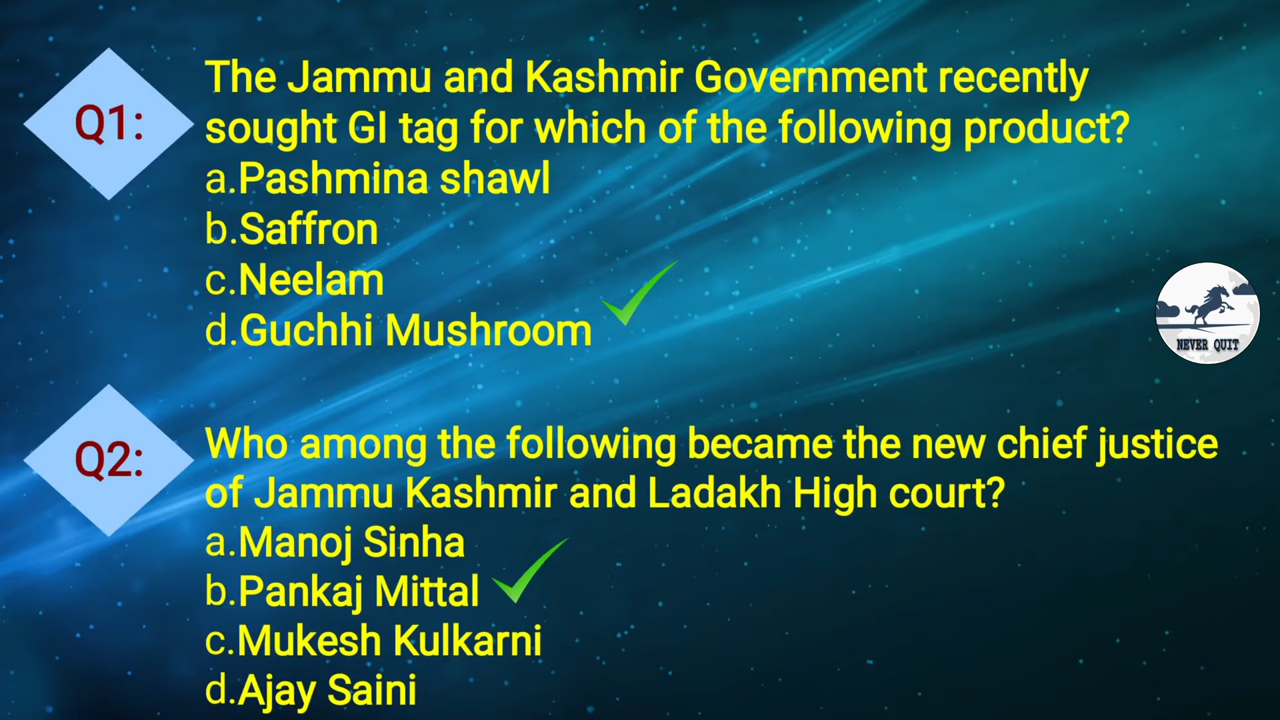 Q1:
The Jammu and Kashmir Government recently
sought GI tag for which of the following product?
a.Pashmina shawl
b.Saffron
c.Neelam
d.Guchhi Mushroom
NEVER QUIT
Q2:
Who among the following became the new chief justice
of Jammu Kashmir and Ladakh High court?
a.Manoj Sinha
b.Pankaj Mittal
c.Mukesh Kulkarni
d.Ajay Saini